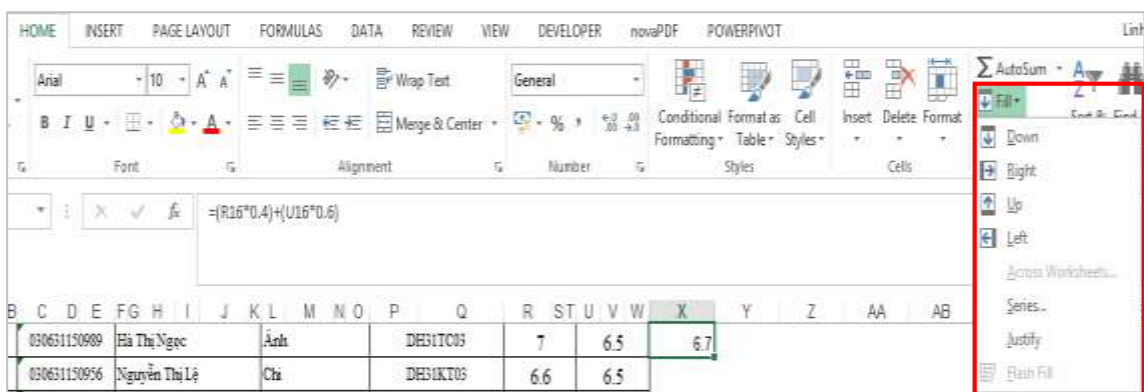 HOME INSERT PAGE LAYOUT FORMULAS DATA REVIEW VIEW DEVELOPER novaPDF POWERPIVOT
Arial 10 A A Wrap Text General AutoSum
B I U A Merge & Center % Conditional Format as Cell Insert Delete Format Fill
Formatting Table Styles
Font Alignment Number Styles Cells
Down
Right
Up
Left
Across Worksheets...
Series...
Justify
Flash Fill
fx =(R16*0.4)+(U16*0.6)
B C D E F G H I J K L M N O P Q R S T U V W X Y Z AA AB
030631150989 Hà Thị Ngọc Ánh DH31TC03 7 6.5 6.7
030631150956 Nguyễn Thị Lệ Chi DH31KT03 6.6 6.5